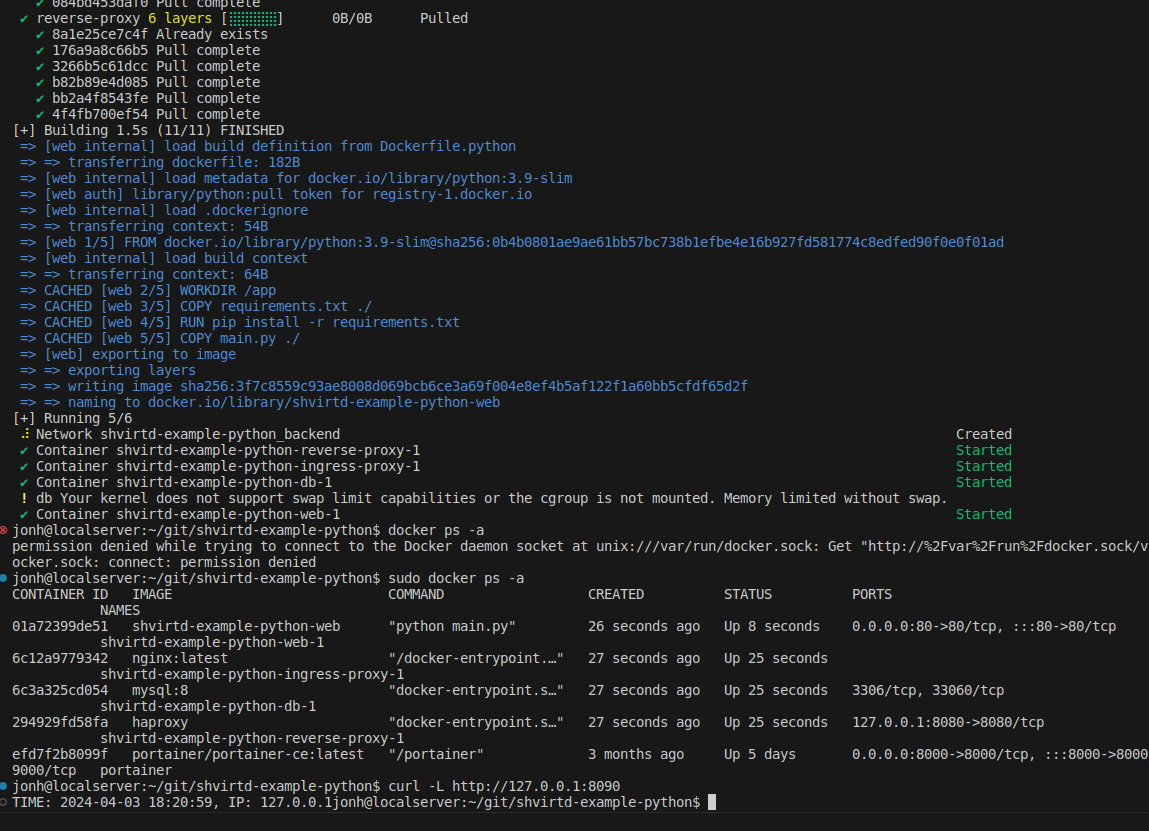 ✔ 084bd453daf0 Pull complete
✔ reverse-proxy 6 layers [⣿⣿⣿⣿⣿⣿] 0B/0B Pulled
✔ 8a1e25ce7c4f Already exists
✔ 176a9a8c66b5 Pull complete
✔ 3266b5c61dcc Pull complete
✔ b82b89e4d085 Pull complete
✔ bb2a4f8543fe Pull complete
✔ 4f4fb700ef54 Pull complete
[+] Building 1.5s (11/11) FINISHED
=> [web internal] load build definition from Dockerfile.python
=> => transferring dockerfile: 182B
=> [web internal] load metadata for docker.io/library/python:3.9-slim
=> [web auth] library/python:pull token for registry-1.docker.io
=> [web internal] load .dockerignore
=> => transferring context: 54B
=> [web 1/5] FROM docker.io/library/python:3.9-slim@sha256:0b4b0801ae9ae61bb57bc738b1efbe4e16b927fd581774c8edfed90f0e0f01ad
=> [web internal] load build context
=> => transferring context: 64B
=> CACHED [web 2/5] WORKDIR /app
=> CACHED [web 3/5] COPY requirements.txt ./
=> CACHED [web 4/5] RUN pip install -r requirements.txt
=> CACHED [web 5/5] COPY main.py ./
=> [web] exporting to image
=> => exporting layers
=> => writing image sha256:3f7c8559c93ae8008d069bcb6ce3a69f004e8ef4b5af122f1a60bb5cfdf65d2f
=> => naming to docker.io/library/shvirtd-example-python-web
[+] Running 5/6
⠼ Network shvirtd-example-python_backend Created
✔ Container shvirtd-example-python-reverse-proxy-1 Started
✔ Container shvirtd-example-python-ingress-proxy-1 Started
✔ Container shvirtd-example-python-db-1 Started
! db Your kernel does not support swap limit capabilities or the cgroup is not mounted. Memory limited without swap.
✔ Container shvirtd-example-python-web-1 Started
jonh@localserver:~/git/shvirtd-example-python$ docker ps -a
permission denied while trying to connect to the Docker daemon socket at unix:///var/run/docker.sock: Get "http://%2Fvar%2Frun%2Fdocker.sock/v
ocker.sock: connect: permission denied
jonh@localserver:~/git/shvirtd-example-python$ sudo docker ps -a
CONTAINER ID IMAGE COMMAND CREATED STATUS PORTS
NAMES
01a72399de51 shvirtd-example-python-web "python main.py" 26 seconds ago Up 8 seconds 0.0.0.0:80->80/tcp, :::80->80/tcp
shvirtd-example-python-web-1
6c12a9779342 nginx:latest "/docker-entrypoint.…" 27 seconds ago Up 25 seconds
shvirtd-example-python-ingress-proxy-1
6c3a325cd054 mysql:8 "docker-entrypoint.s…" 27 seconds ago Up 25 seconds 3306/tcp, 33060/tcp
shvirtd-example-python-db-1
294929fd58fa haproxy "docker-entrypoint.s…" 27 seconds ago Up 25 seconds 127.0.0.1:8080->8080/tcp
shvirtd-example-python-reverse-proxy-1
efd7f2b8099f portainer/portainer-ce:latest "/portainer" 3 months ago Up 5 days 0.0.0.0:8000->8000/tcp, :::8000->8000
9000/tcp portainer
jonh@localserver:~/git/shvirtd-example-python$ curl -L http://127.0.0.1:8090
TIME: 2024-04-03 18:20:59, IP: 127.0.0.1jonh@localserver:~/git/shvirtd-example-python$